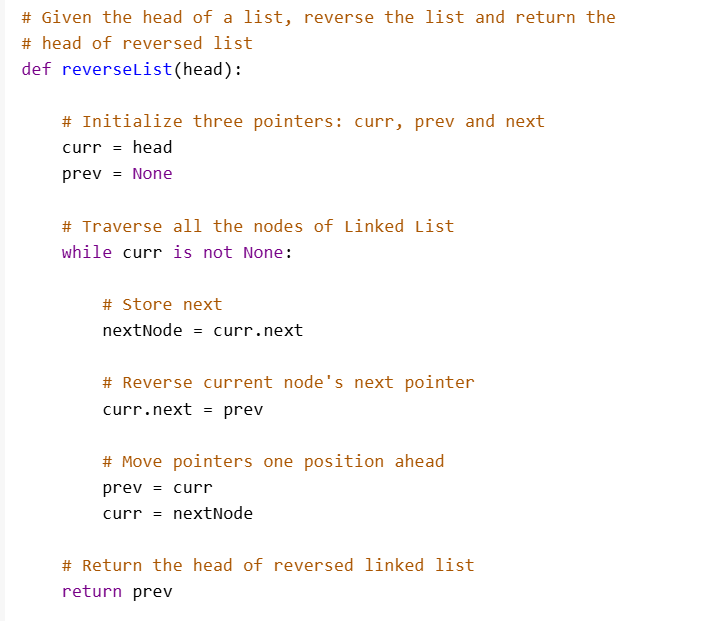 # Given the head of a list, reverse the list and return the
# head of reversed list
def reverseList(head):
    # Initialize three pointers: curr, prev and next
    curr = head
    prev = None
    # Traverse all the nodes of Linked List
    while curr is not None:
        # Store next
        nextNode = curr.next
        # Reverse current node's next pointer
        curr.next = prev
        # Move pointers one position ahead
        prev = curr
        curr = nextNode
    # Return the head of reversed linked list
    return prev